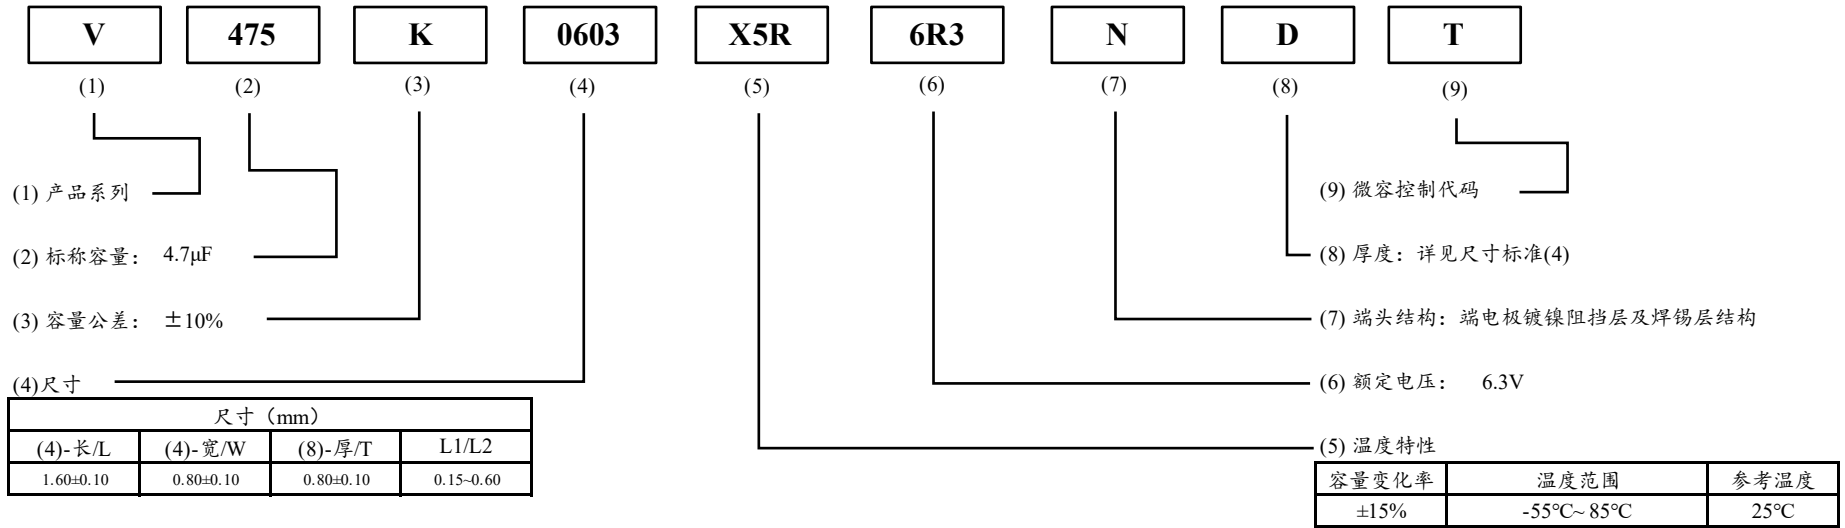 V 475 K 0603 X5R 6R3 N D T
(1) (2) (3) (4) (5) (6) (7) (8) (9)
(1) 产品系列
(9) 微容控制代码
(2) 标称容量： 4.7μF
(8) 厚度：详见尺寸标准(4)
(3) 容量公差： ±10%
(7) 端头结构：端电极镀镍阻挡层及焊锡层结构
(4)尺寸
(6) 额定电压： 6.3V
尺寸（mm）
(4)-长/L (4)-宽/W (8)-厚/T L1/L2
1.60±0.10 0.80±0.10 0.80±0.10 0.15~0.60
(5) 温度特性
容量变化率 温度范围 参考温度
±15% -55℃~ 85℃ 25℃